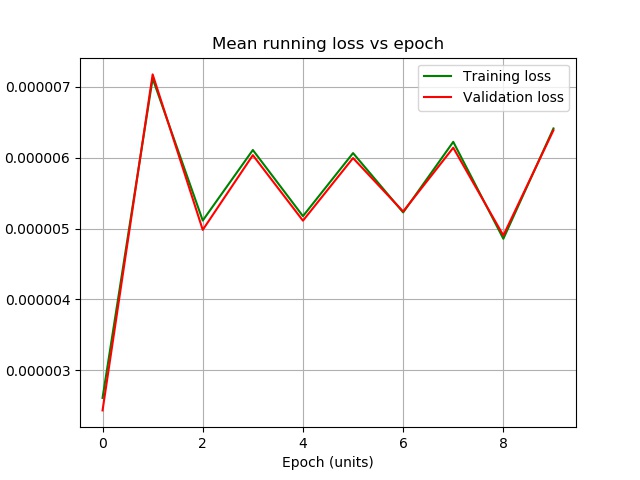 Mean running loss vs epoch
Training loss
Validation loss
0.000007
0.000006
0.000005
0.000004
0.000003
0 2 4 6 8
Epoch (units)